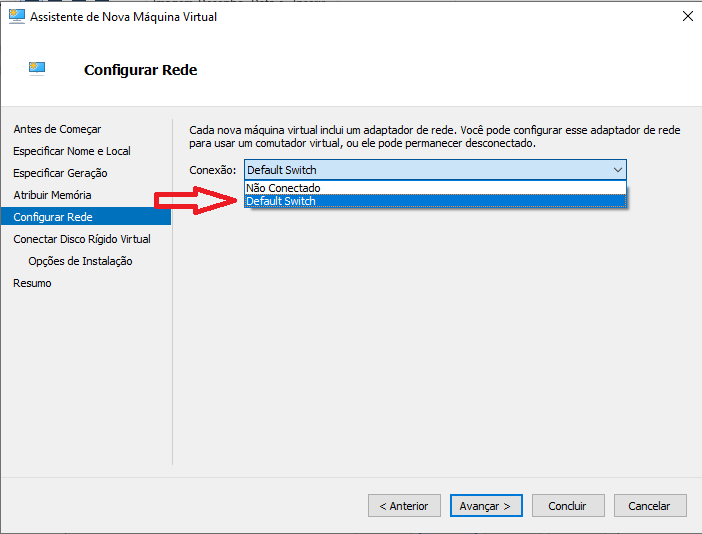 Assistente de Nova Máquina Virtual
Configurar Rede
Antes de Começar
Especificar Nome e Local
Especificar Geração
Atribuir Memória
Configurar Rede
Conectar Disco Rígido Virtual
Opções de Instalação
Resumo
Cada nova máquina virtual inclui um adaptador de rede. Você pode configurar esse adaptador de rede
para usar um comutador virtual, ou ele pode permanecer desconectado.
Conexão: Default Switch
Não Conectado
Default Switch
< Anterior
Avançar >
Concluir
Cancelar